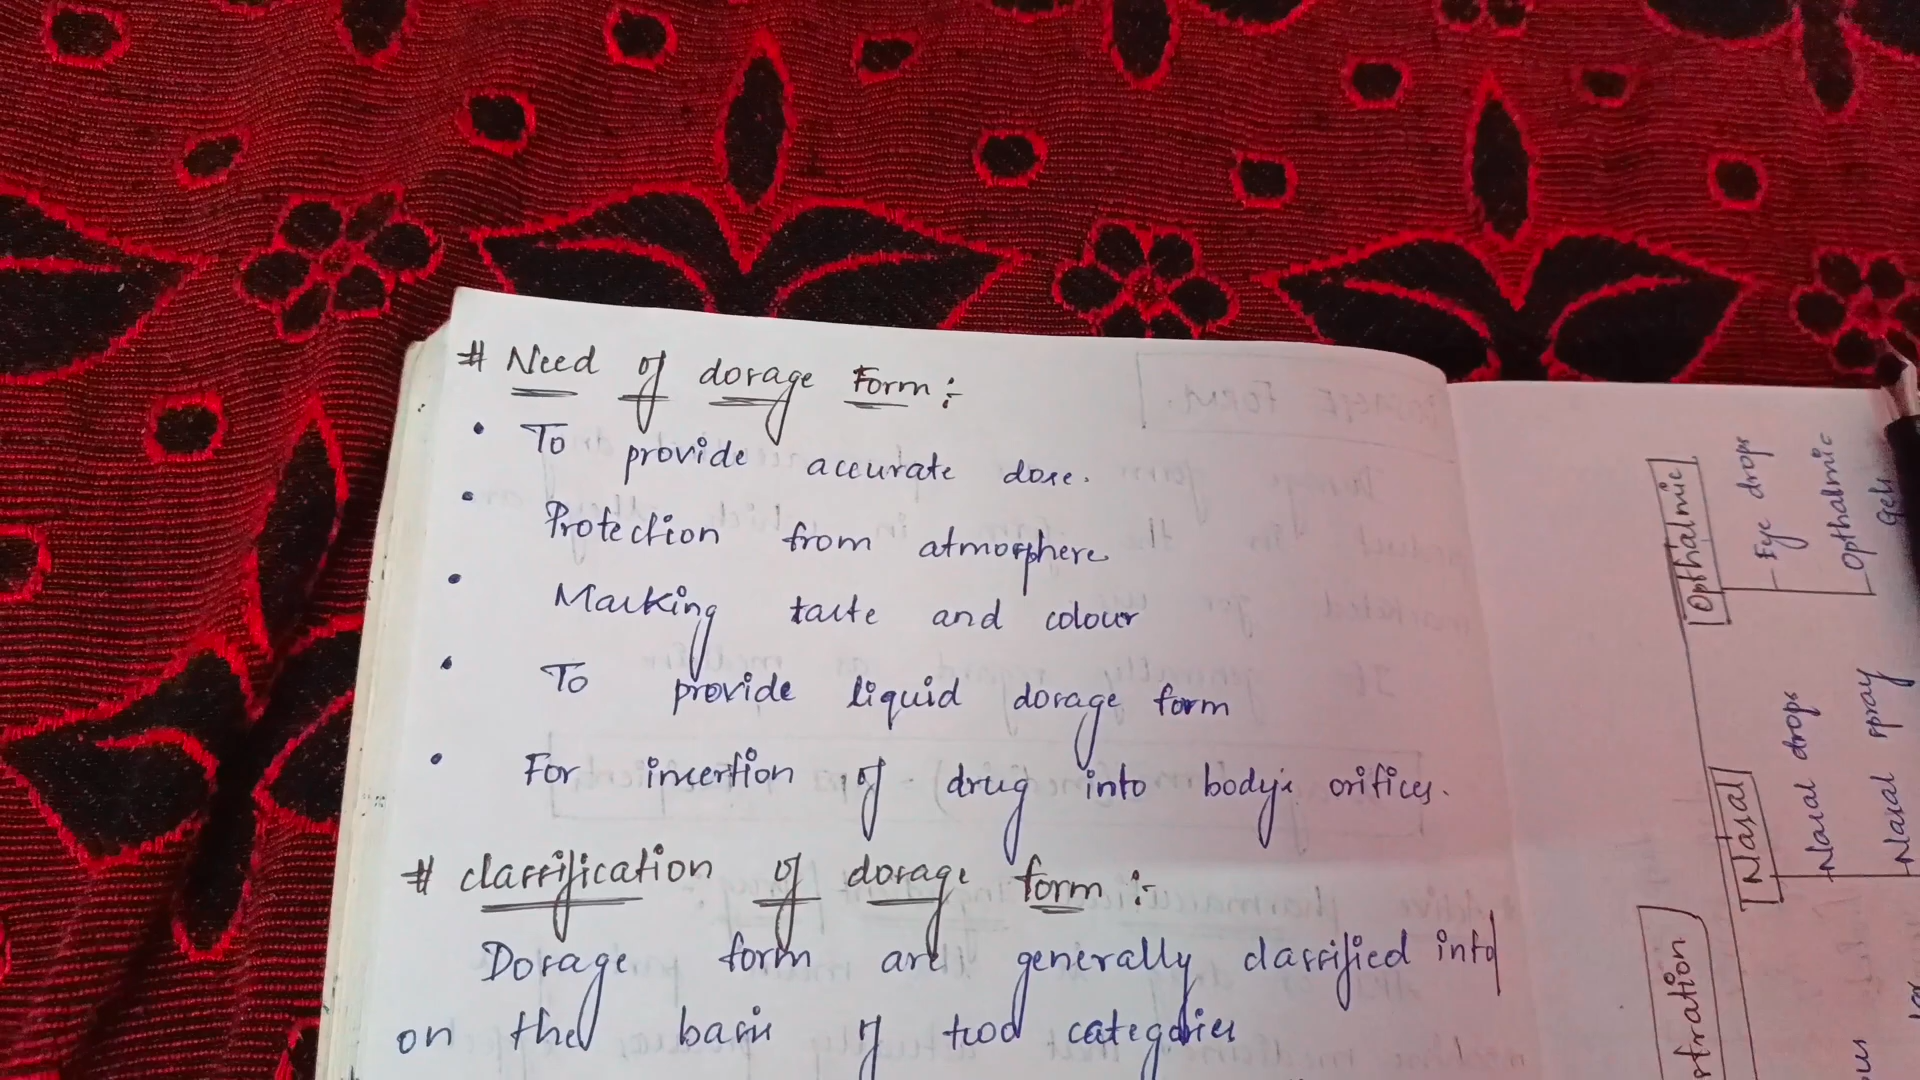 # Need of dosage Form :-
• To provide accurate dose.
• Protection from atmosphere.
• Masking taste and colour
• To provide liquid dosage form
• For insertion of drug into body's orifices.
# classification of dosage form :-
Dosage form are generally classified into
on the basis of two categories
Opthalmic
Eye drops
Opthalmic
Gels
Nasal
Nasal drops
Nasal spray